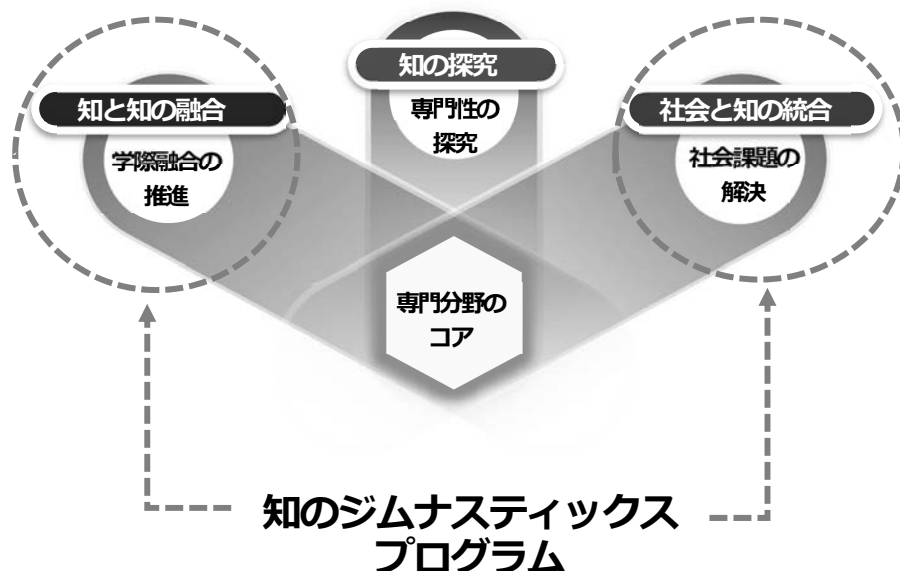 知の探究
専門性の
探究
知と知の融合
学際融合の
推進
社会と知の統合
社会課題の
解決
専門分野の
コア
知のジムナスティックス
プログラム